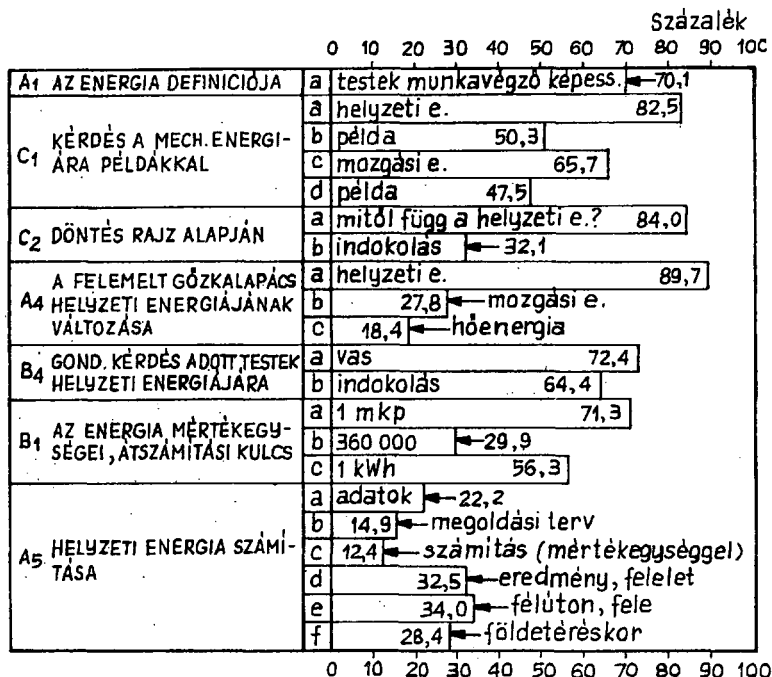 Százalék
0 10 20 30 40 50 60 70 80 90 100
A1 AZ ENERGIA DEFINICIÓJA a testek munkavégző képess. 70,1
C1 KÉRDÉS A MECH. ENERGI-
ÁRA PÉLDÁKKAL
a helyzeti e. 82,5
b példa 50,3
c mozgási e. 65,7
d példa 47,5
C2 DÖNTÉS RAJZ ALAPJÁN
a mitől függ a helyzeti e.? 84,0
b indokolás 32,1
A4 A FELEMELT GŐZKALAPÁCS
HELYZETI ENERGIÁJÁNAK
VÁLTOZÁSA
a helyzeti e. 89,7
b 27,8 mozgási e.
c 18,4 hőenergia
B4 GOND. KÉRDÉS ADOTT TESTEK
HELYZETI ENERGIÁJÁRA
a vas 72,4
b indokolás 64,4
B1 AZ ENERGIA MÉRTÉKEGY-
SÉGEI, ÁTSZÁMÍTÁSI KULCS
a 1 mkp 71,3
b 360 000 29,9
c 1 kWh 56,3
A5 HELYZETI ENERGIA SZÁMÍ-
TÁSA
a adatok 22,2
b 14,9 megoldási terv
c 12,4 számítás (mértékegységgel)
d 32,5 eredmény, felelet
e 34,0 félúton, fele
f 28,4 földetéréskor
0 10 20 30 40 50 60 70 80 90 100